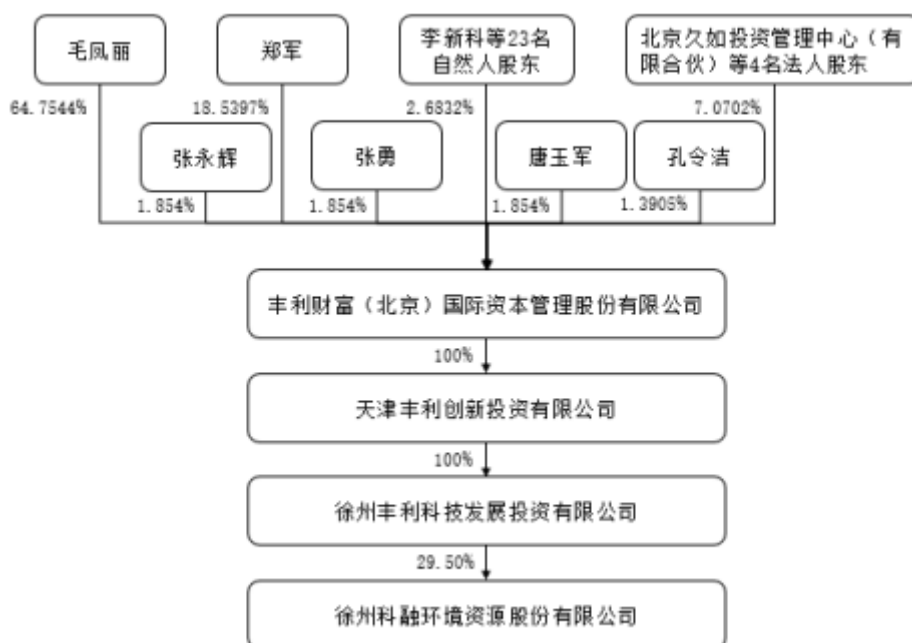 毛凤丽
郑军
李新科等23名
自然人股东
北京久如投资管理中心（有
限合伙）等4名法人股东
64.7544%
18.5397%
2.6832%
7.0702%
张永辉
张勇
唐玉军
孔令洁
1.854%
1.854%
1.854%
1.3905%
丰利财富（北京）国际资本管理股份有限公司
100%
天津丰利创新投资有限公司
100%
徐州丰利科技发展投资有限公司
29.50%
徐州科融环境资源股份有限公司